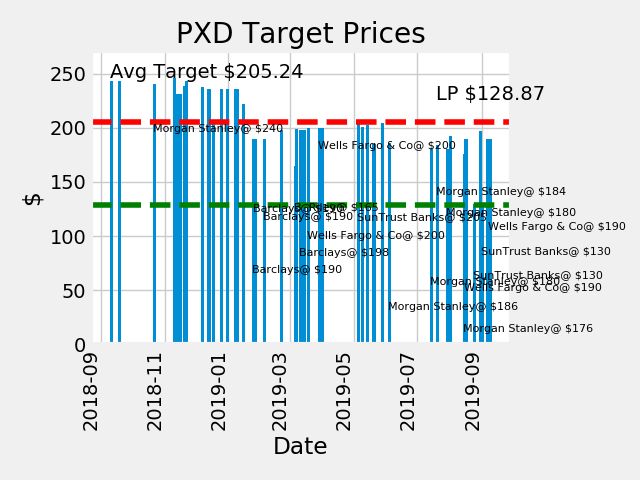 PXD Target Prices
Avg Target $205.24
LP $128.87
Morgan Stanley@ $240
Wells Fargo & Co@ $200
Morgan Stanley@ $184
Barclays@ $190
Barclays@ $165
Barclays@ $190
SunTrust Banks@ $205
Morgan Stanley@ $180
Wells Fargo & Co@ $190
Wells Fargo & Co@ $200
Barclays@ $198
SunTrust Banks@ $130
Barclays@ $190
SunTrust Banks@ $130
Morgan Stanley@ $180
Wells Fargo & Co@ $190
Morgan Stanley@ $186
Morgan Stanley@ $176
250
200
150
100
50
0
$
2018-09
2018-11
2019-01
2019-03
2019-05
2019-07
2019-09
Date